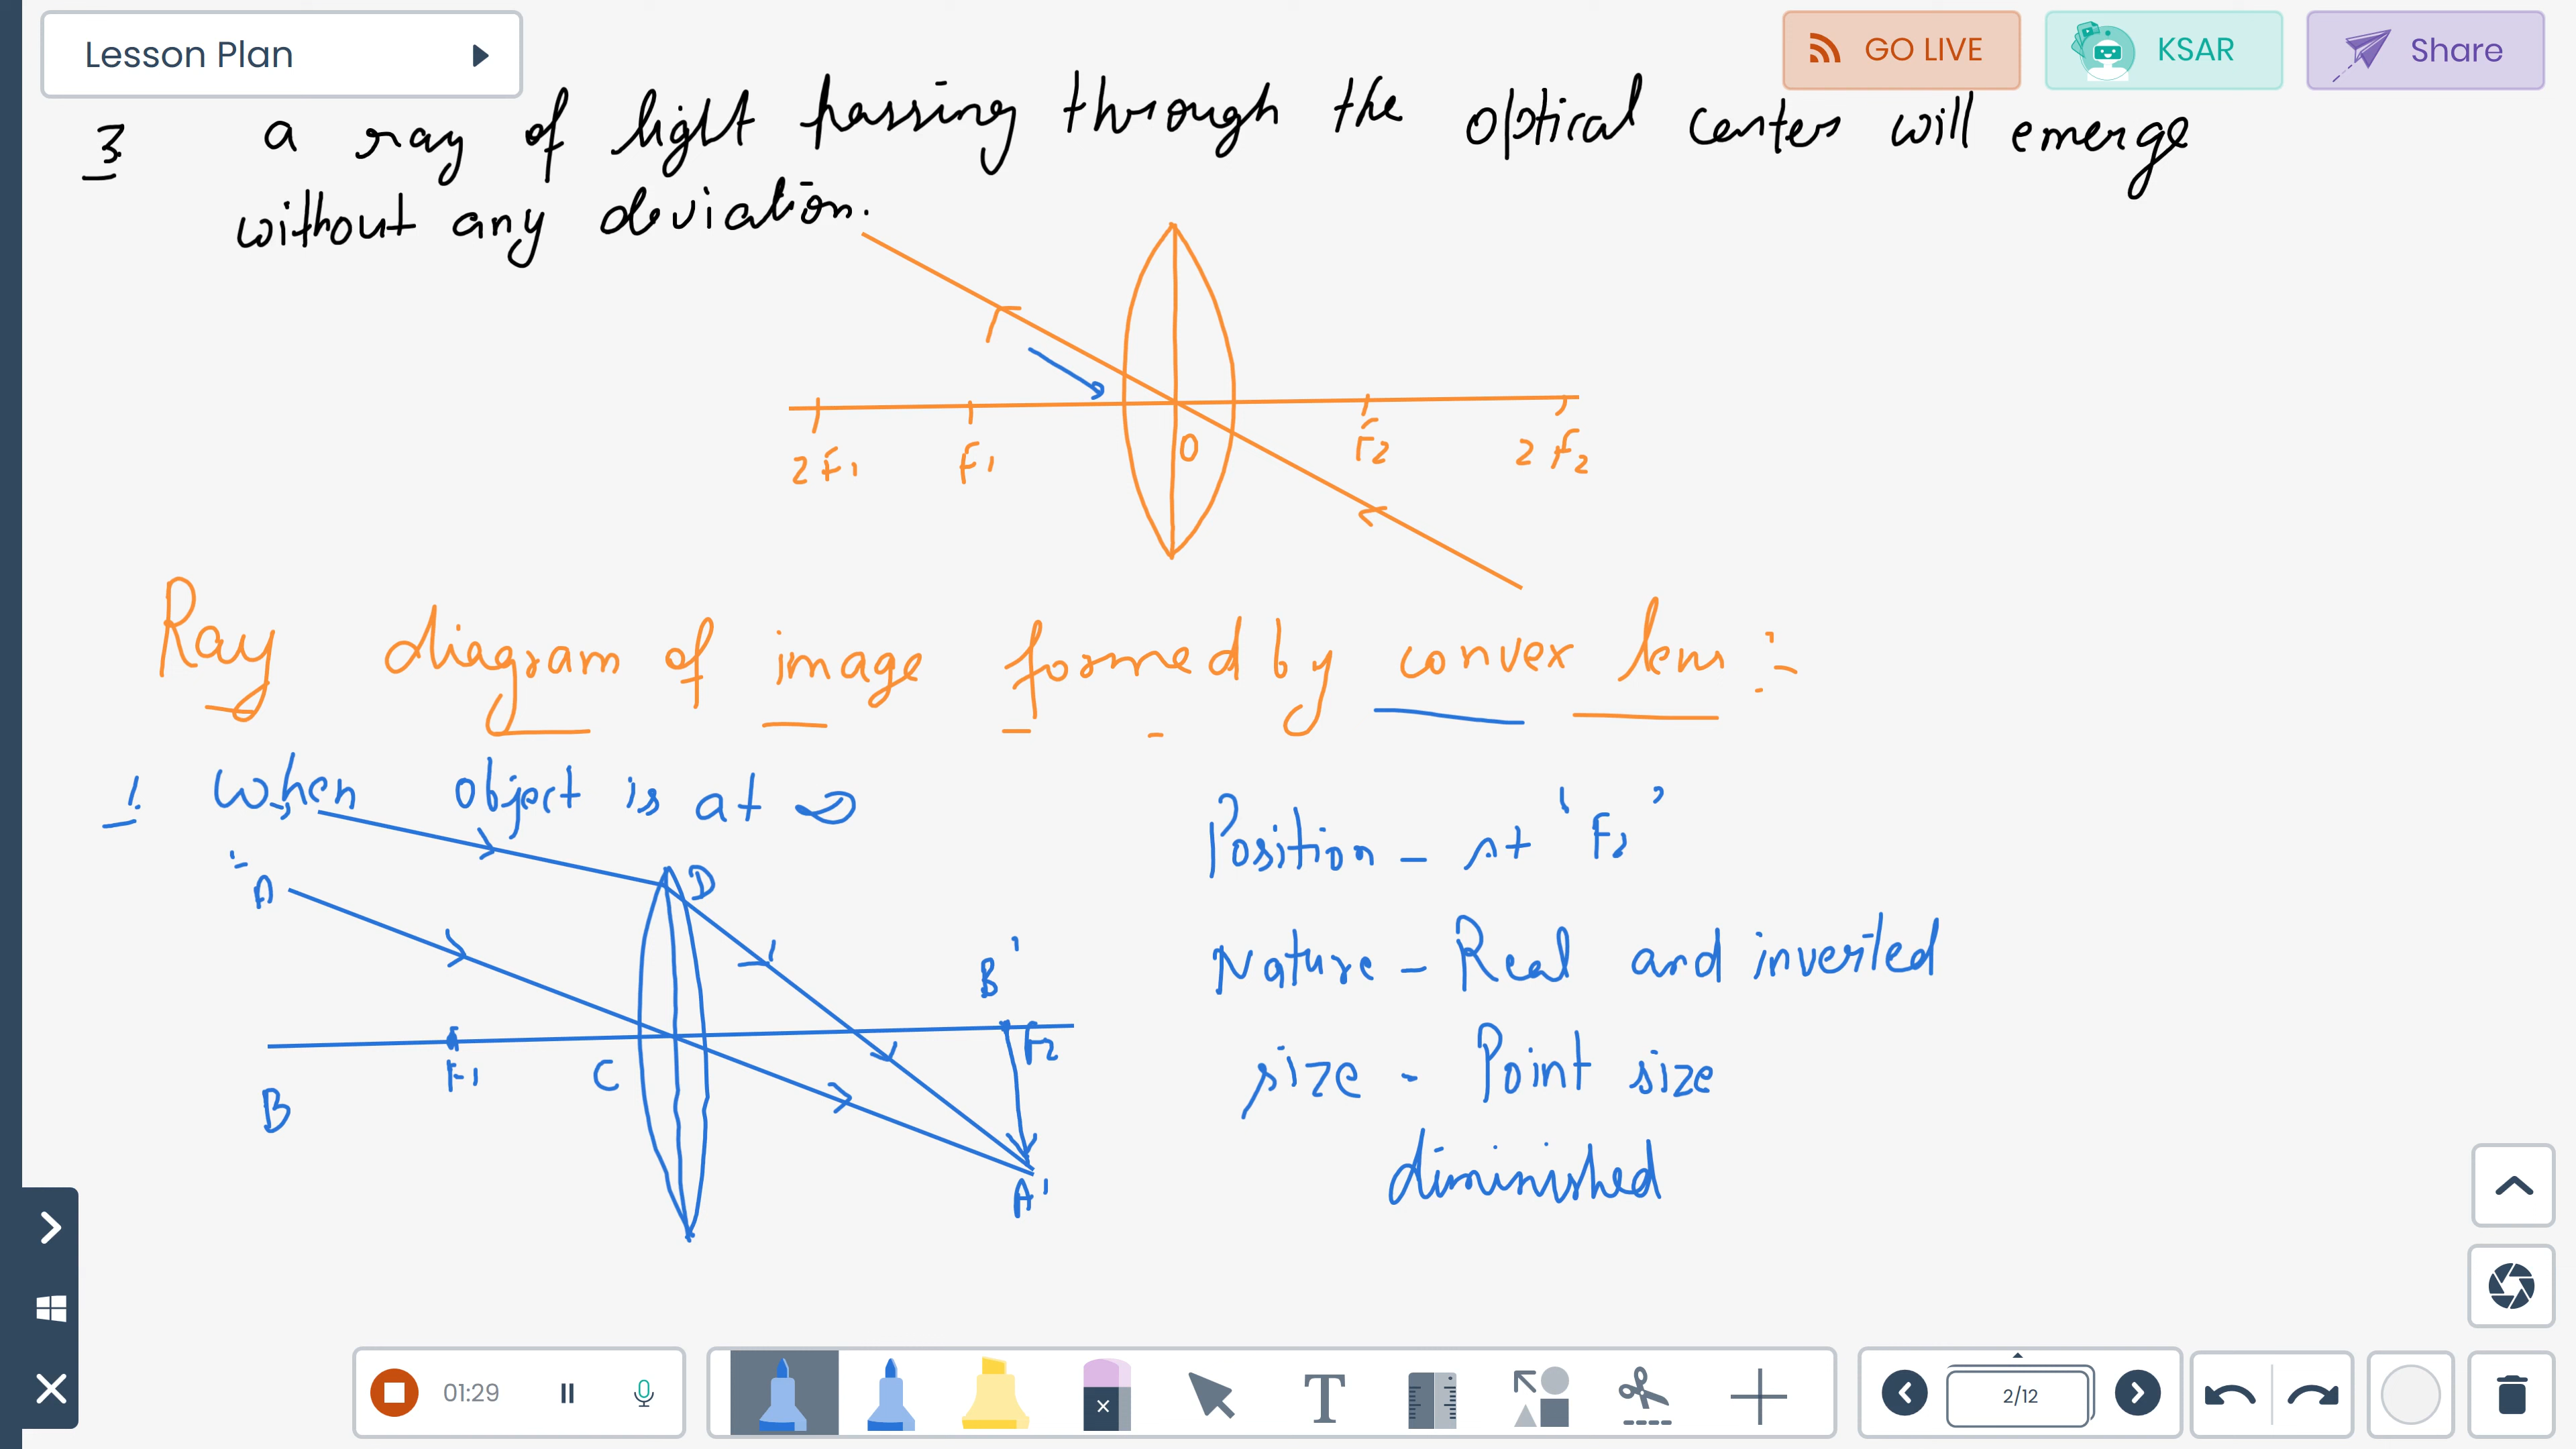 Lesson Plan
GO LIVE
KSAR
Share
3 a ray of light passing through the optical centers will emerge
without any deviation.
2F1 F1 O F2 2F2
Ray diagram of image formed by convex lens :-
1 When object is at ∞
:-
A
D
B'
F1
C
F2
B
A'
Position - at 'F2'
Nature - Real and inverted
size - Point size
diminished
01:29
T
2/12